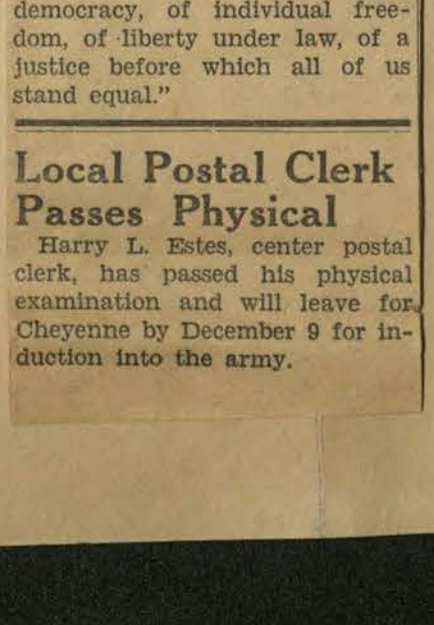 democracy, of individual free-
dom, of liberty under law, of a
justice before which all of us
stand equal."
Local Postal Clerk
Passes Physical
Harry L. Estes, center postal
clerk, has passed his physical
examination and will leave for
Cheyenne by December 9 for in-
duction into the army.